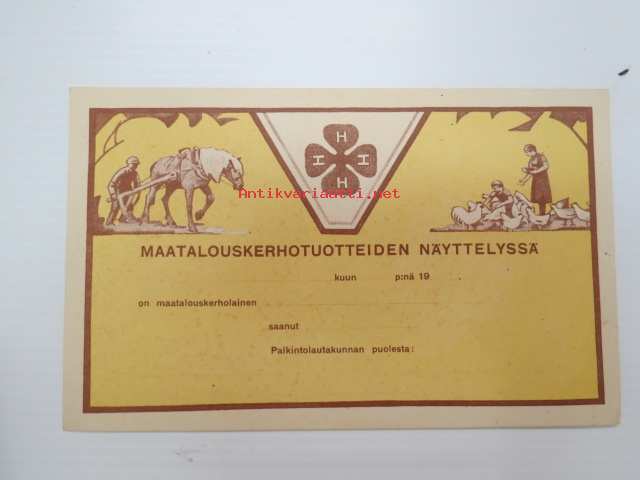 H
H H
H
Antikvariaatti.net
MAATALOUSKERHOTUOTTEIDEN NÄYTTELYSSÄ
kuun p:nä 19
on maatalouskerholainen
saanut
Palkintolautakunnan puolesta: